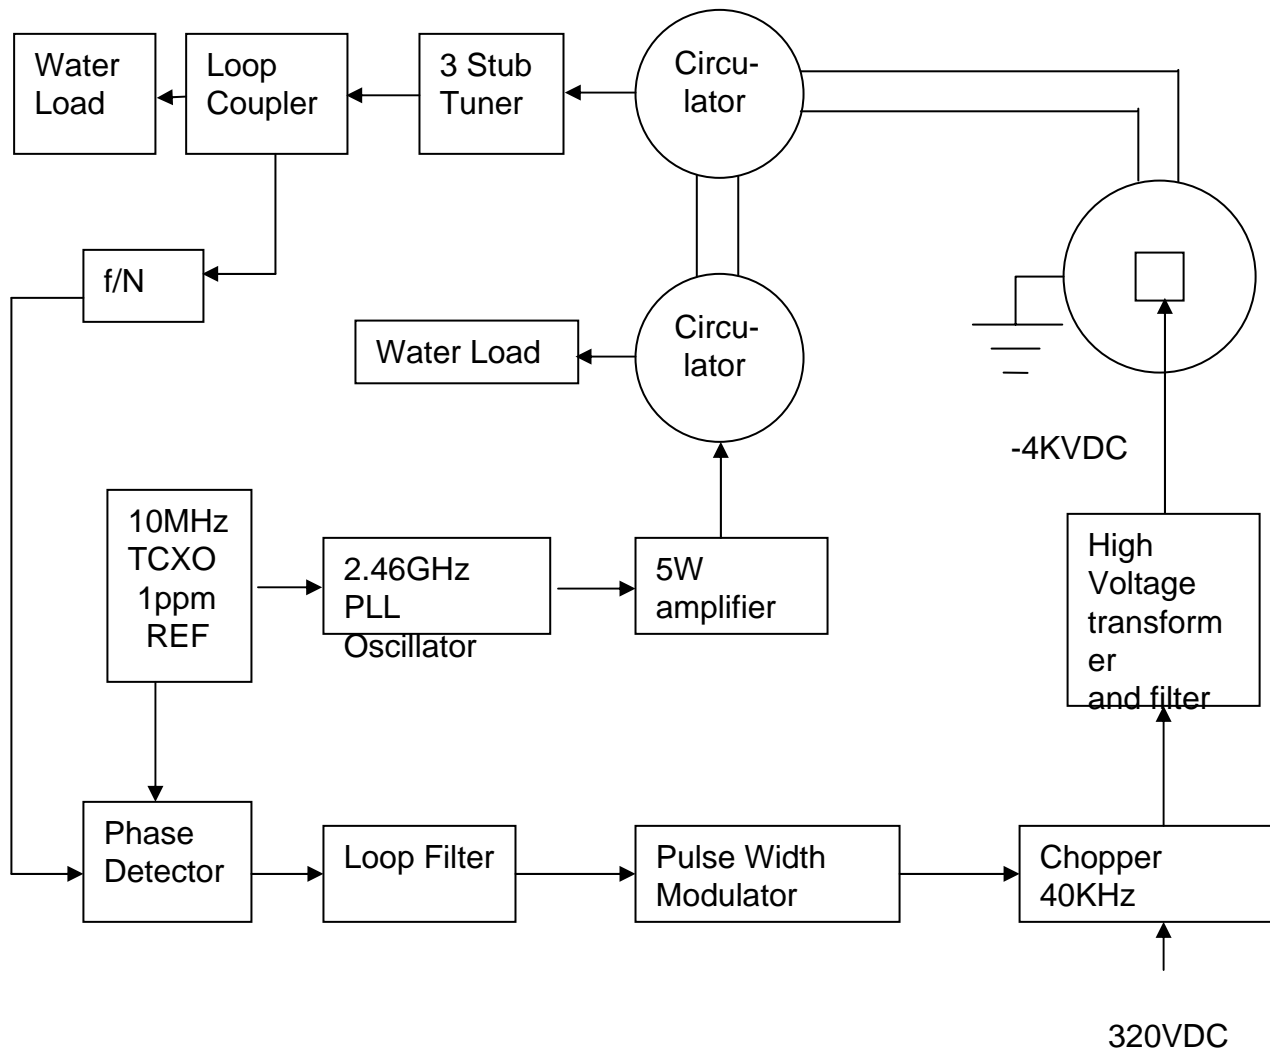 Water
Load
Loop
Coupler
3 Stub
Tuner
Circu-
lator
f/N
Water Load
Circu-
lator
-4KVDC
10MHz
TCXO
1ppm
REF
2.46GHz
PLL
Oscillator
5W
amplifier
High
Voltage
transform
er
and filter
Phase
Detector
Loop Filter
Pulse Width
Modulator
Chopper
40KHz
320VDC